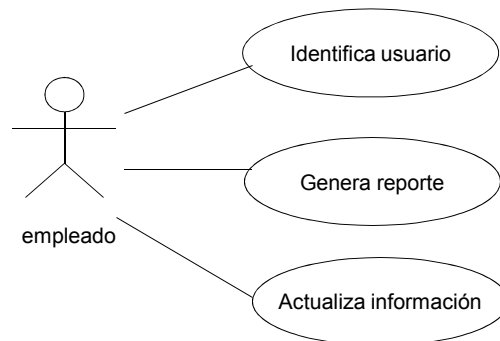 Identifica usuario
Genera reporte
empleado
Actualiza información